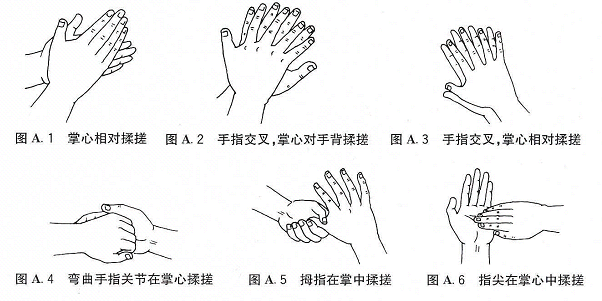 图 A.1 掌心相对揉搓
图 A.2 手指交叉,掌心对手背揉搓
图 A.3 手指交叉,掌心相对揉搓
图 A.4 弯曲手指关节在掌心揉搓
图 A.5 拇指在掌中揉搓
图 A.6 指尖在掌心中揉搓